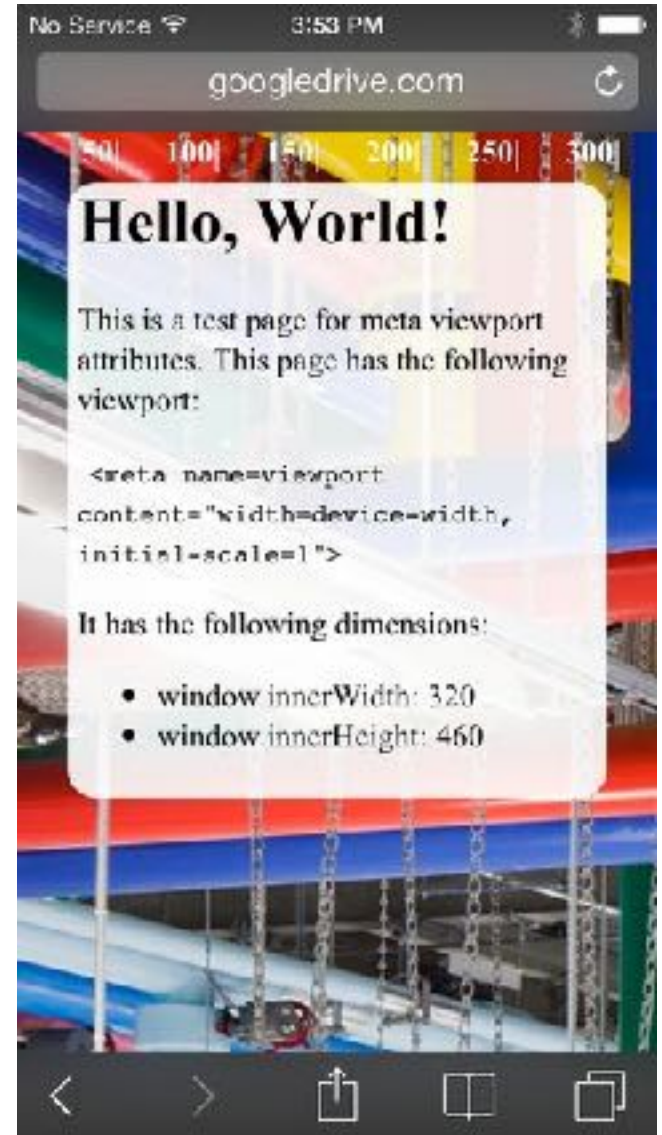 No Service 3:53 PM
googledrive.com
50| 100| 150| 200| 250| 300|
Hello, World!
This is a test page for meta viewport
attributes. This page has the following
viewport:
<meta name=viewport
content="width=device-width,
initial-scale=1">
It has the following dimensions:
• window.innerWidth: 320
• window.innerHeight: 460